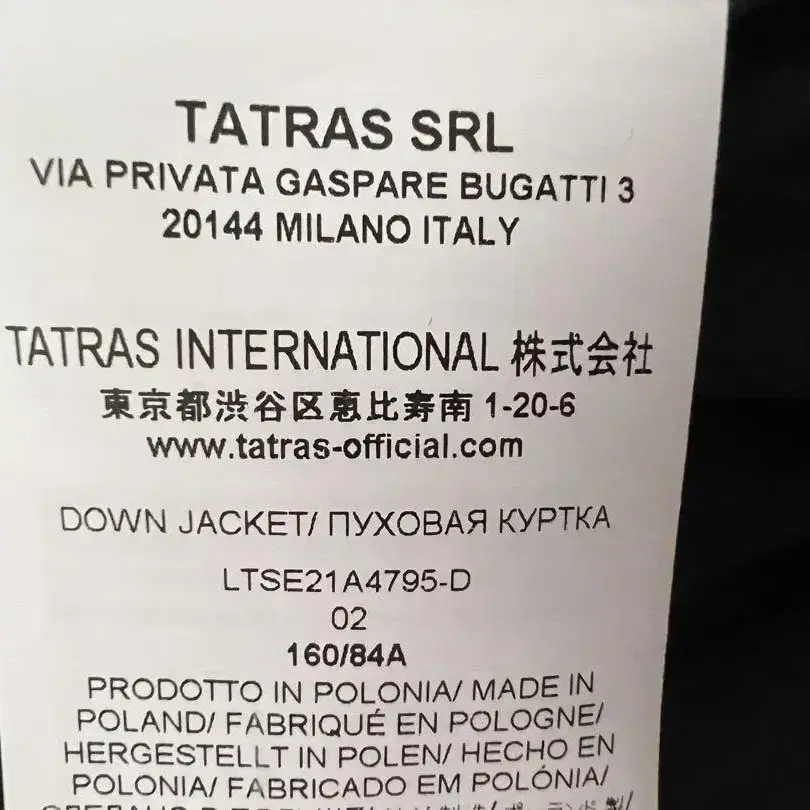 TATRAS SRL
VIA PRIVATA GASPARE BUGATTI 3
20144 MILANO ITALY
TATRAS INTERNATIONAL 株式会社
東京都渋谷区恵比寿南 1-20-6
www.tatras-official.com
DOWN JACKET/ ПУХОВАЯ КУРТКА
LTSE21A4795-D
02
160/84A
PRODOTTO IN POLONIA/ MADE IN
POLAND/ FABRIQUÉ EN POLOGNE/
HERGESTELLT IN POLEN/ HECHO EN
POLONIA/ FABRICADO EM POLÓNIA/